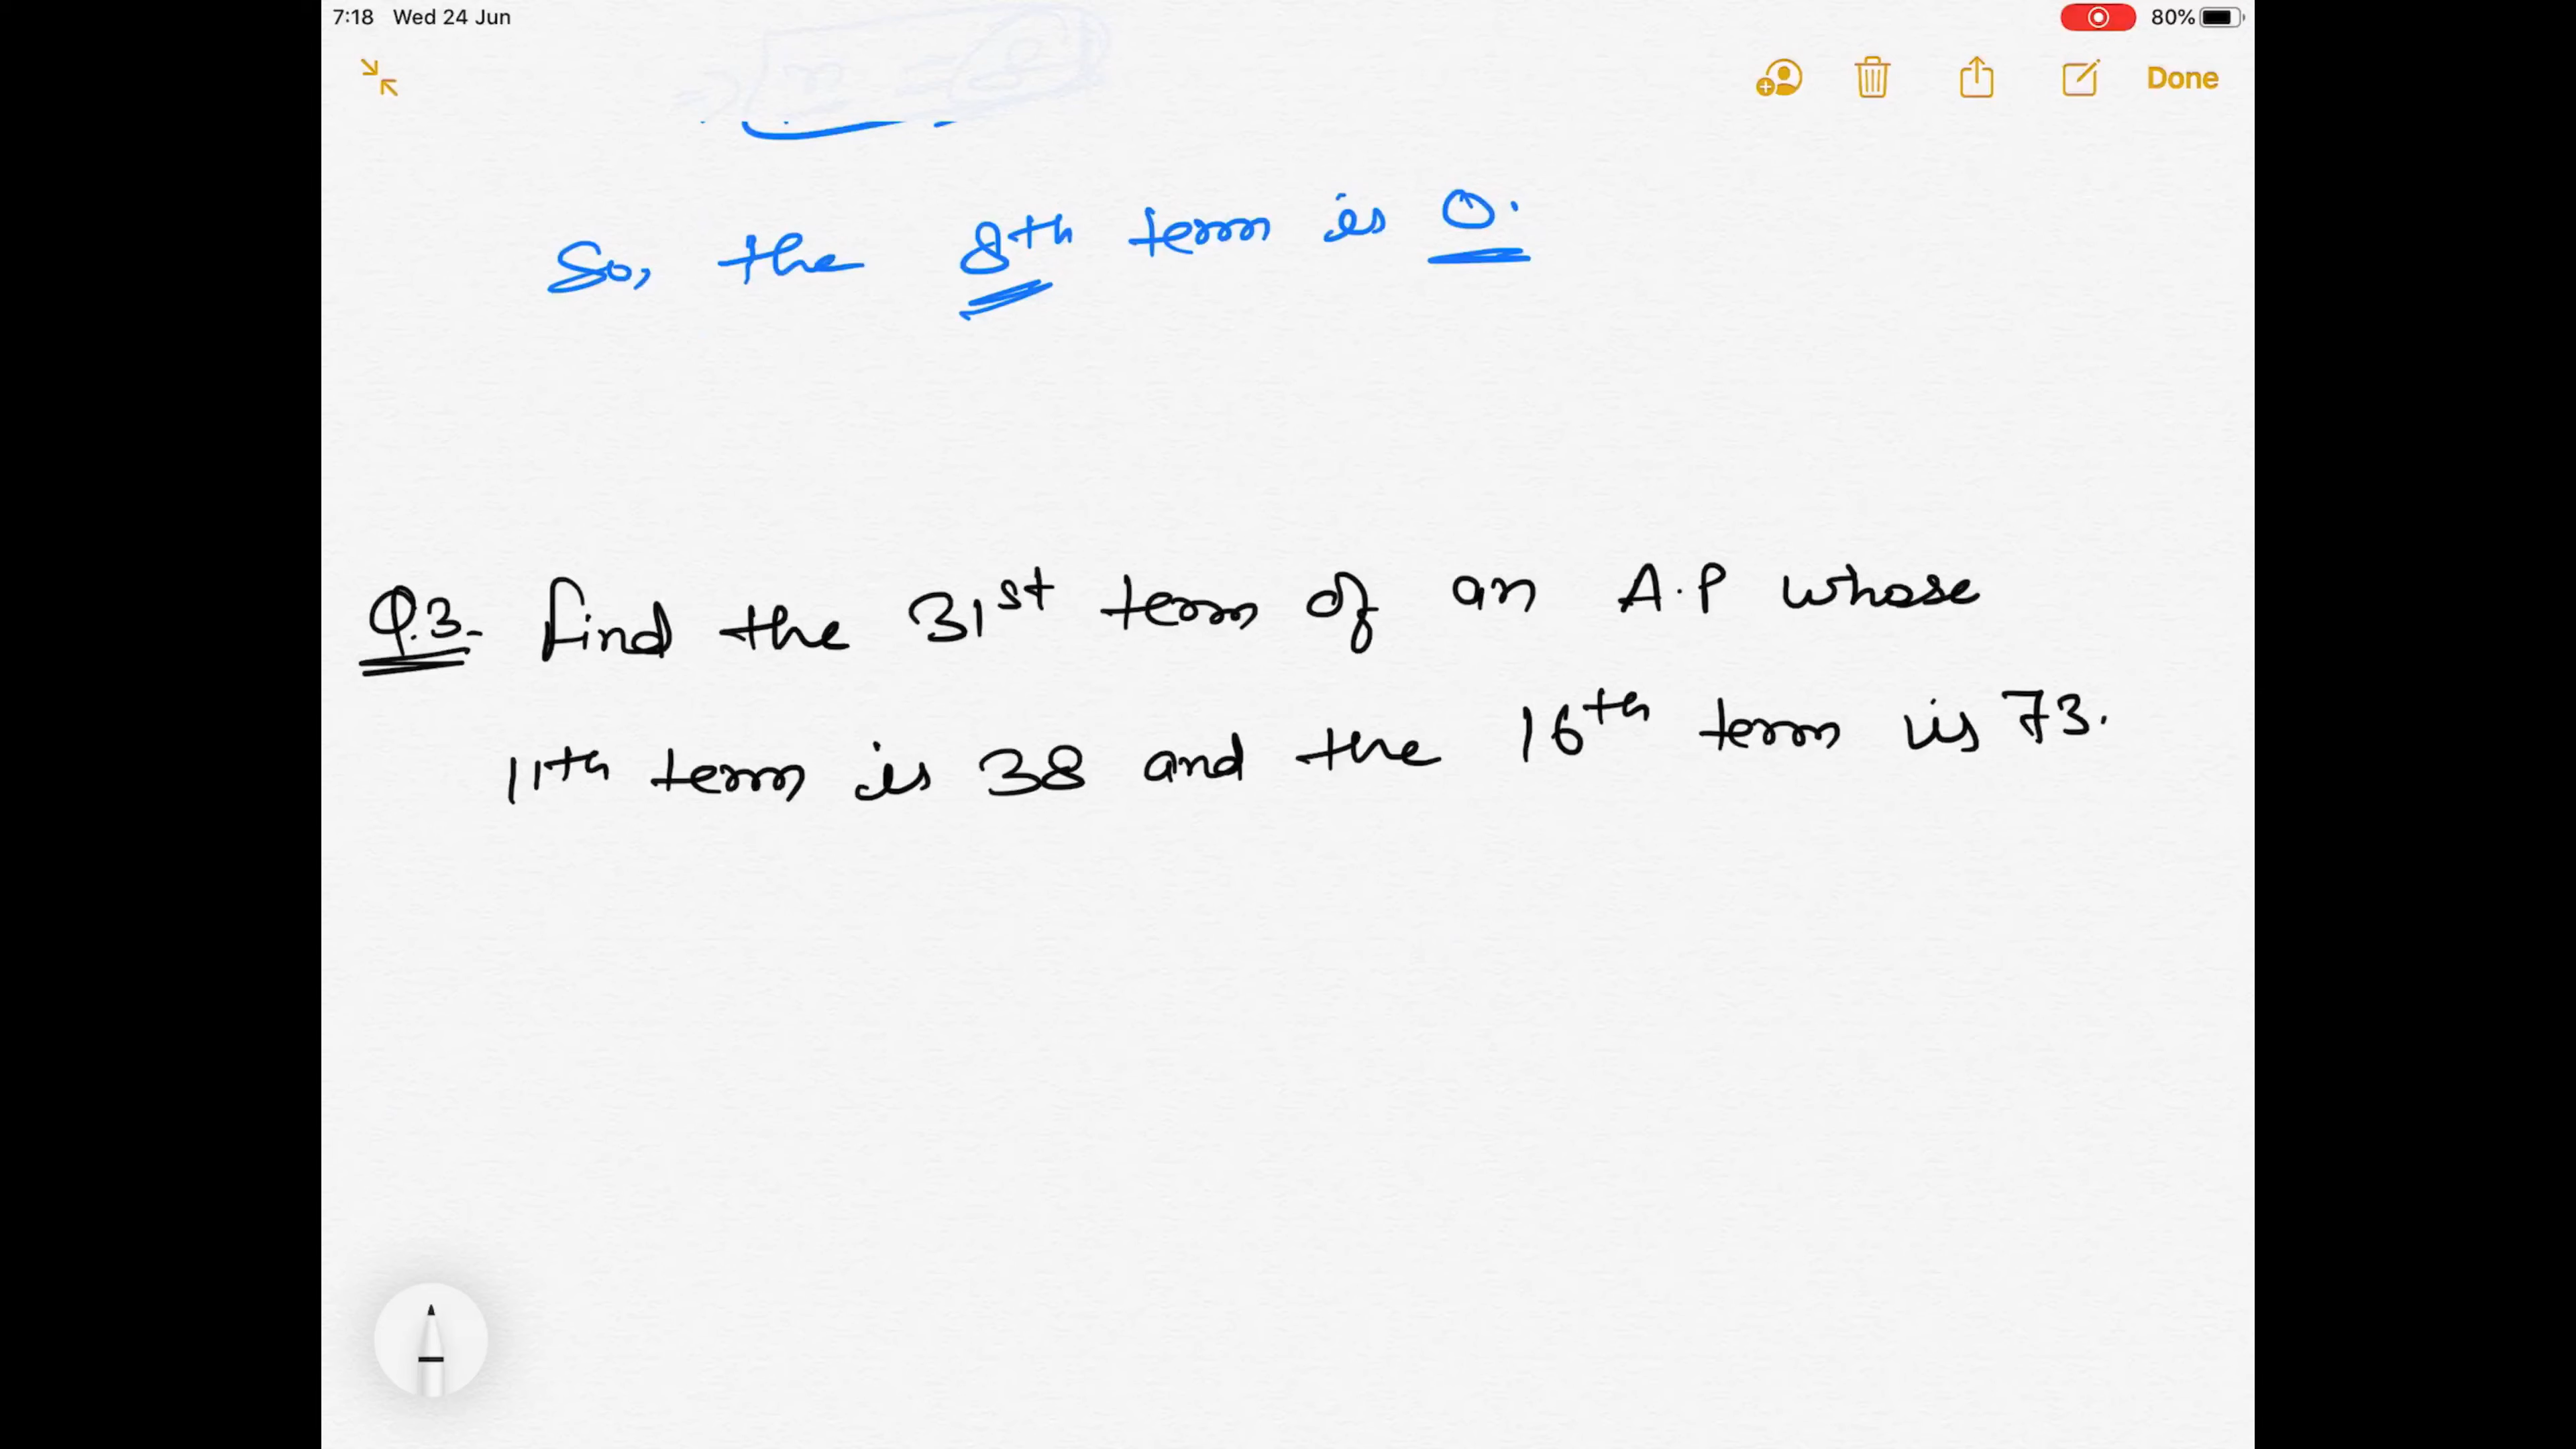 7:18 Wed 24 Jun
80%
Done
So, the 8th term is 0.
Q.3. find the 31st term of an A.P whose
11th term is 38 and the 16th term is 73.